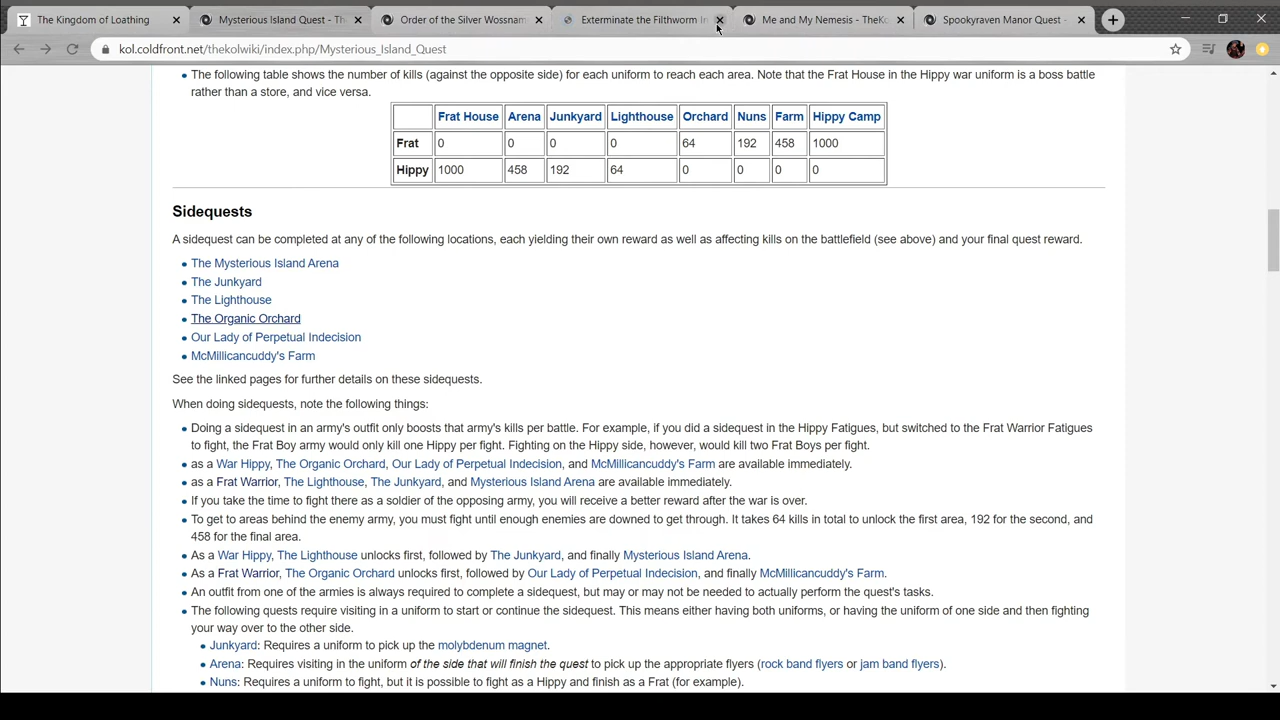 The Kingdom of Loathing
Mysterious Island Quest - Th
Order of the Silver Wossnam
Exterminate the Filthworm In
Me and My Nemesis - TheKo
Spookyraven Manor Quest -
kol.coldfront.net/thekolwiki/index.php/Mysterious_Island_Quest
The following table shows the number of kills (against the opposite side) for each uniform to reach each area. Note that the Frat House in the Hippy war uniform is a boss battle
rather than a store, and vice versa.
Frat House Arena Junkyard Lighthouse Orchard Nuns Farm Hippy Camp
Frat 0 0 0 0 64 192 458 1000
Hippy 1000 458 192 64 0 0 0 0
Sidequests
A sidequest can be completed at any of the following locations, each yielding their own reward as well as affecting kills on the battlefield (see above) and your final quest reward.
The Mysterious Island Arena
The Junkyard
The Lighthouse
The Organic Orchard
Our Lady of Perpetual Indecision
McMillicancuddy's Farm
See the linked pages for further details on these sidequests.
When doing sidequests, note the following things:
Doing a sidequest in an army's outfit only boosts that army's kills per battle. For example, if you did a sidequest in the Hippy Fatigues, but switched to the Frat Warrior Fatigues
to fight, the Frat Boy army would only kill one Hippy per fight. Fighting on the Hippy side, however, would kill two Frat Boys per fight.
as a War Hippy, The Organic Orchard, Our Lady of Perpetual Indecision, and McMillicancuddy's Farm are available immediately.
as a Frat Warrior, The Lighthouse, The Junkyard, and Mysterious Island Arena are available immediately.
If you take the time to fight there as a soldier of the opposing army, you will receive a better reward after the war is over.
To get to areas behind the enemy army, you must fight until enough enemies are downed to get through. It takes 64 kills in total to unlock the first area, 192 for the second, and
458 for the final area.
As a War Hippy, The Lighthouse unlocks first, followed by The Junkyard, and finally Mysterious Island Arena.
As a Frat Warrior, The Organic Orchard unlocks first, followed by Our Lady of Perpetual Indecision, and finally McMillicancuddy's Farm.
An outfit from one of the armies is always required to complete a sidequest, but may or may not be needed to actually perform the quest's tasks.
The following quests require visiting in a uniform to start or continue the sidequest. This means either having both uniforms, or having the uniform of one side and then fighting
your way over to the other side.
Junkyard: Requires a uniform to pick up the molybdenum magnet.
Arena: Requires visiting in the uniform of the side that will finish the quest to pick up the appropriate flyers (rock band flyers or jam band flyers).
Nuns: Requires a uniform to fight, but it is possible to fight as a Hippy and finish as a Frat (for example).